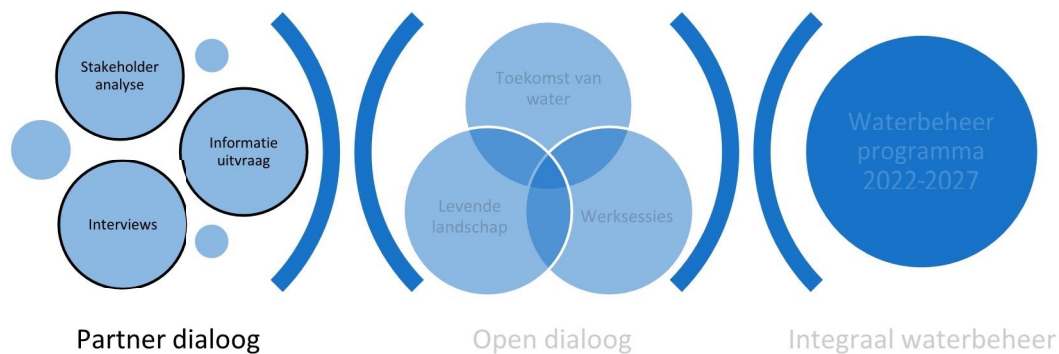 Stakeholder
analyse
Informatie
uitvraag
Interviews
Partner dialoog
Toekomst van
water
Levende
landschap
Werksessies
Open dialoog
Waterbeheer
programma
2022-2027
Integraal waterbeheer